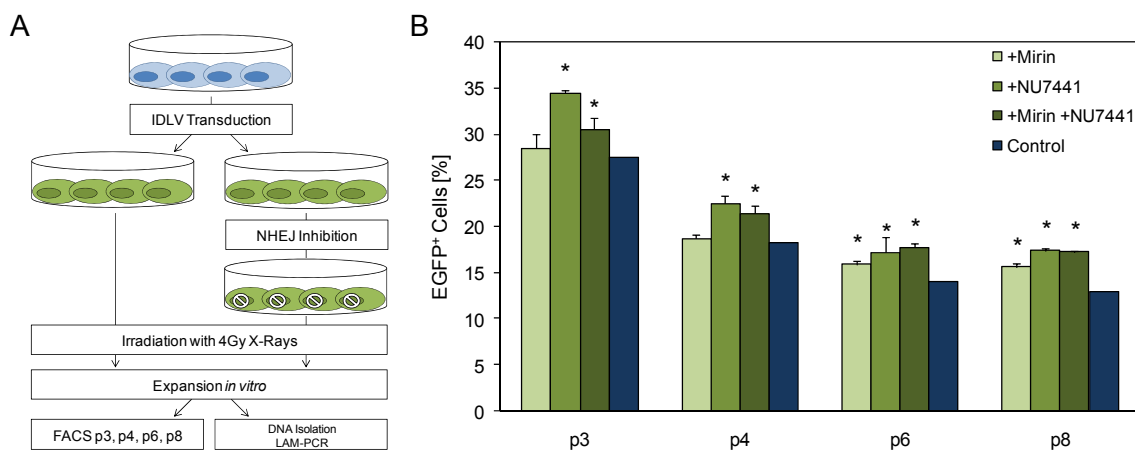 A
IDLV Transduction
NHEJ Inhibition
Irradiation with 4Gy X-Rays
Expansion in vitro
FACS p3, p4, p6, p8
DNA Isolation
LAM-PCR
B
EGFP+ Cells [%]
40
35
30
25
20
15
10
5
0
* *
* *
* * *
* * *
p3 p4 p6 p8
+Mirin
+NU7441
+Mirin +NU7441
Control